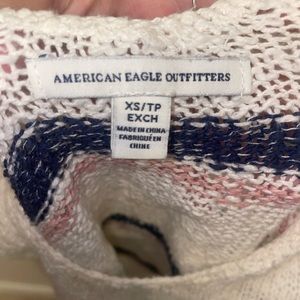 AMERICAN EAGLE OUTFITTERS
XS/TP
EXCH
MADE IN CHINA
FABRIQUÉ EN
CHINE